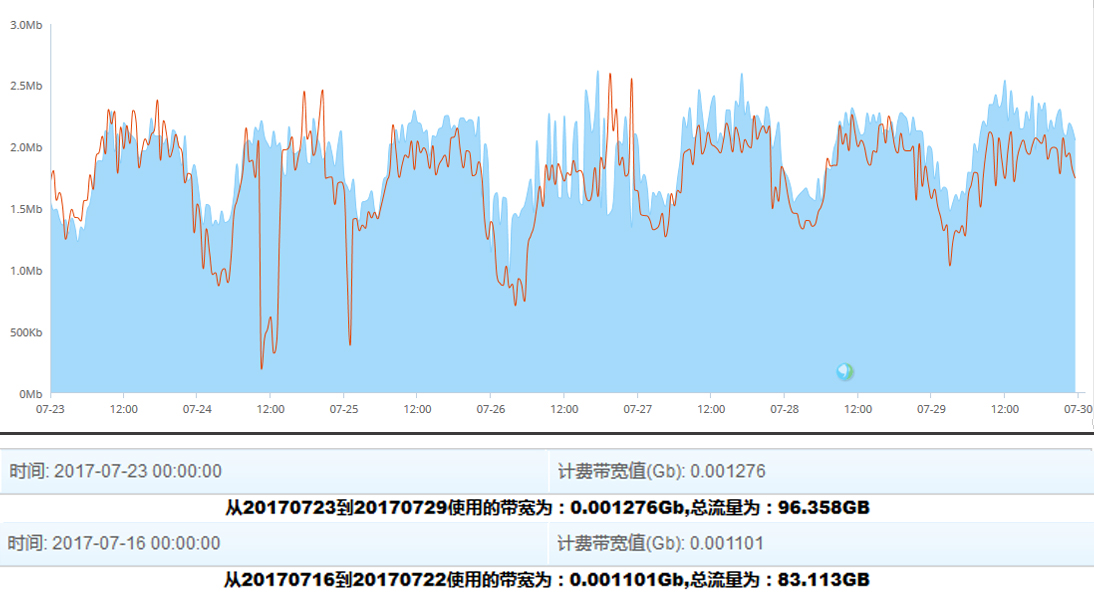 3.0Mb
2.5Mb
2.0Mb
1.5Mb
1.0Mb
500Kb
0Mb
07-23 12:00 07-24 12:00 07-25 12:00 07-26 12:00 07-27 12:00 07-28 12:00 07-29 12:00 07-30
时间: 2017-07-23 00:00:00 计费带宽值(Gb): 0.001276
从20170723到20170729使用的带宽为：0.001276Gb,总流量为：96.358GB
时间: 2017-07-16 00:00:00 计费带宽值(Gb): 0.001101
从20170716到20170722使用的带宽为：0.001101Gb,总流量为：83.113GB